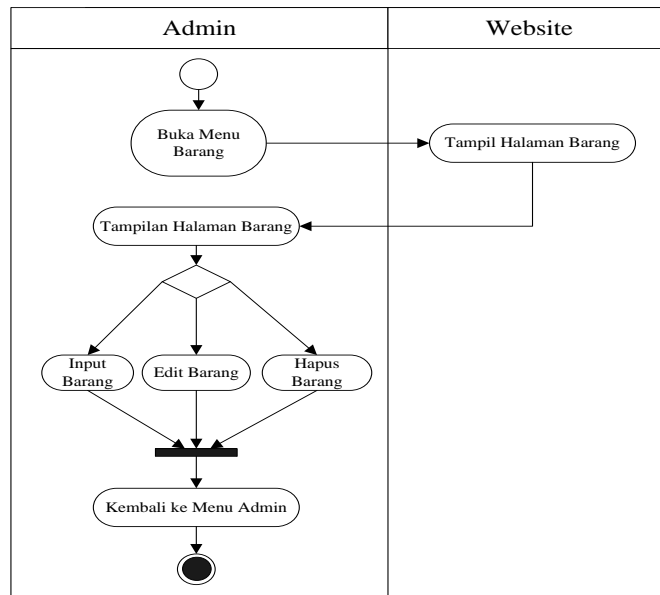 Admin
Website
Buka Menu
Barang
Tampil Halaman Barang
Tampilan Halaman Barang
Input
Barang
Edit Barang
Hapus
Barang
Kembali ke Menu Admin